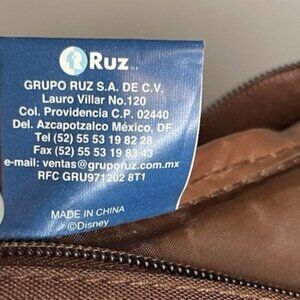 Ruz
GRUPO RUZ S.A. DE C.V.
Lauro Villar No.120
Col. Providencia C.P. 02440
Del. Azcapotzalco México, DF.
Tel (52) 55 53 19 82 28
Fax (52) 55 53 19 83 43
e-mail: ventas@gruporuz.com.mx
RFC GRU971202 8T1
MADE IN CHINA
©Disney